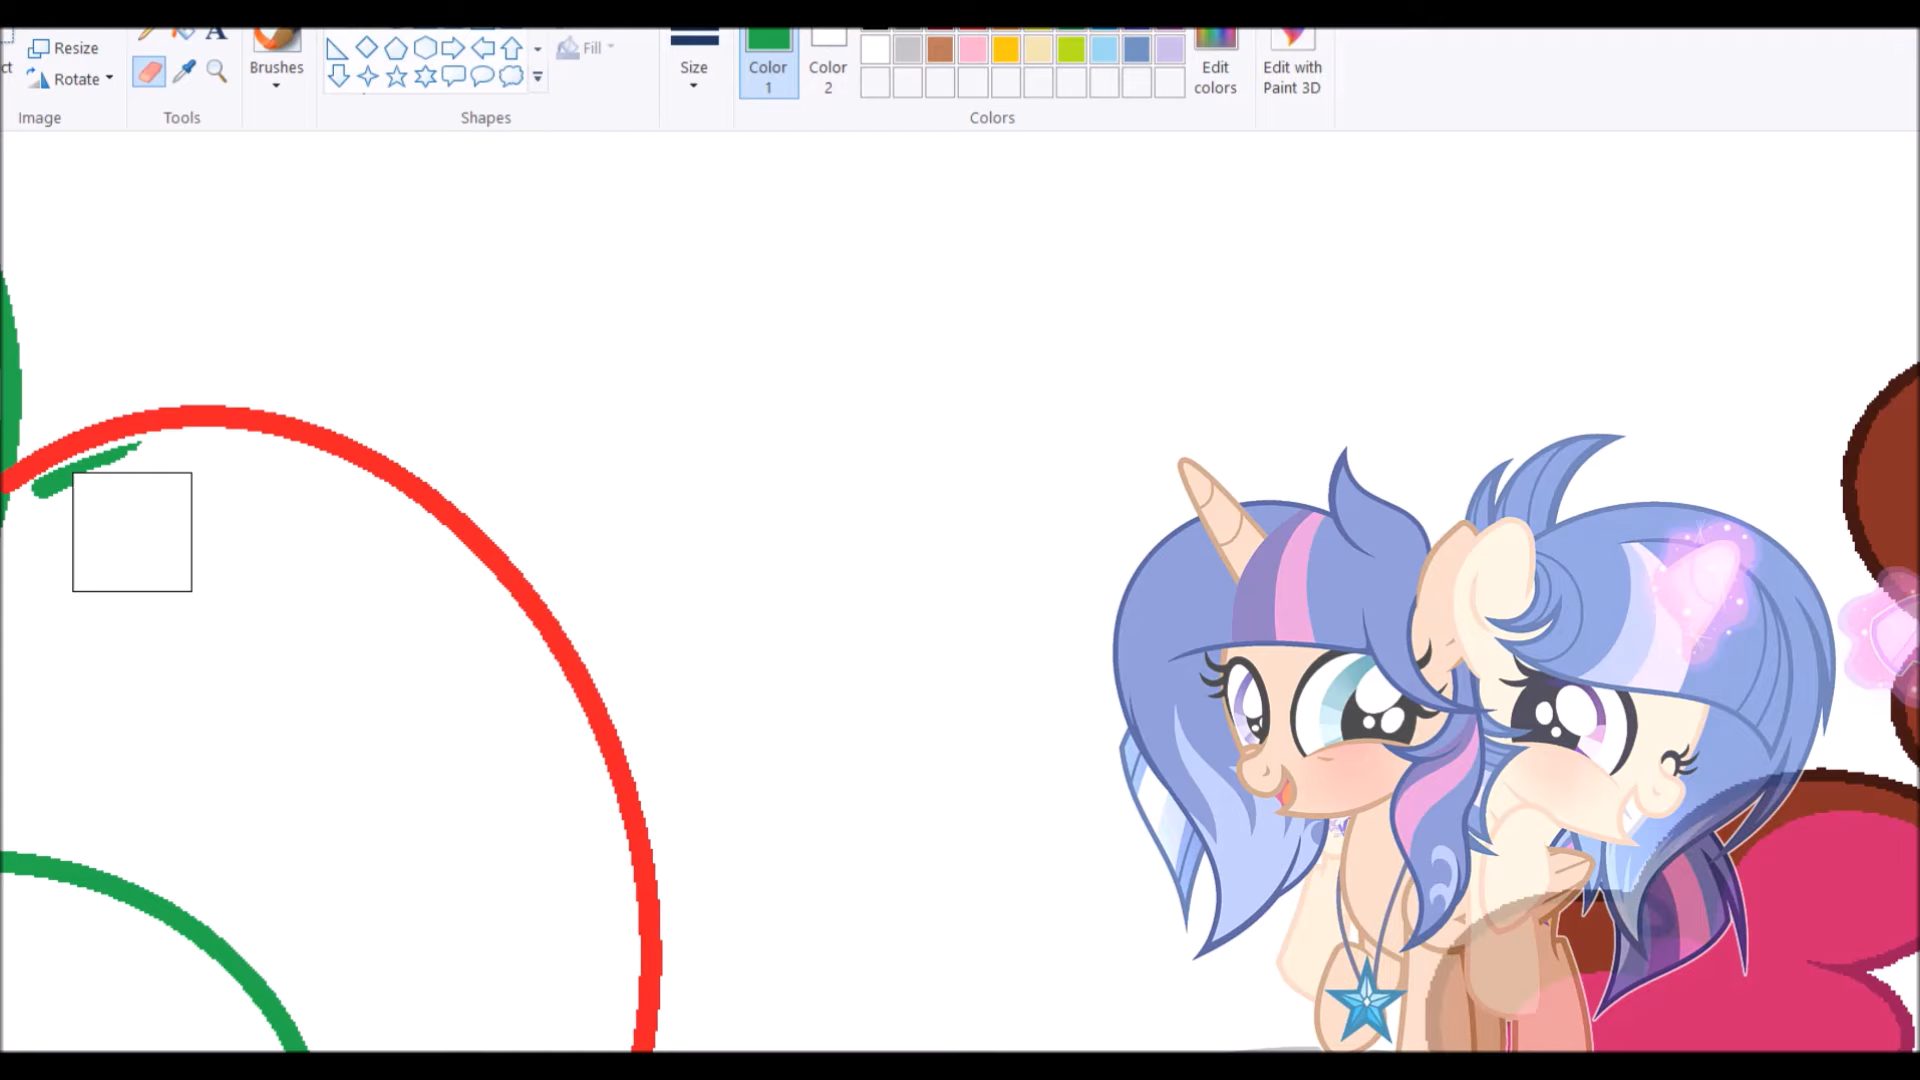 Resize
ct
Rotate
Brushes
Fill
Size
Color
1
Color
2
Edit
colors
Edit with
Paint 3D
Image
Tools
Shapes
Colors